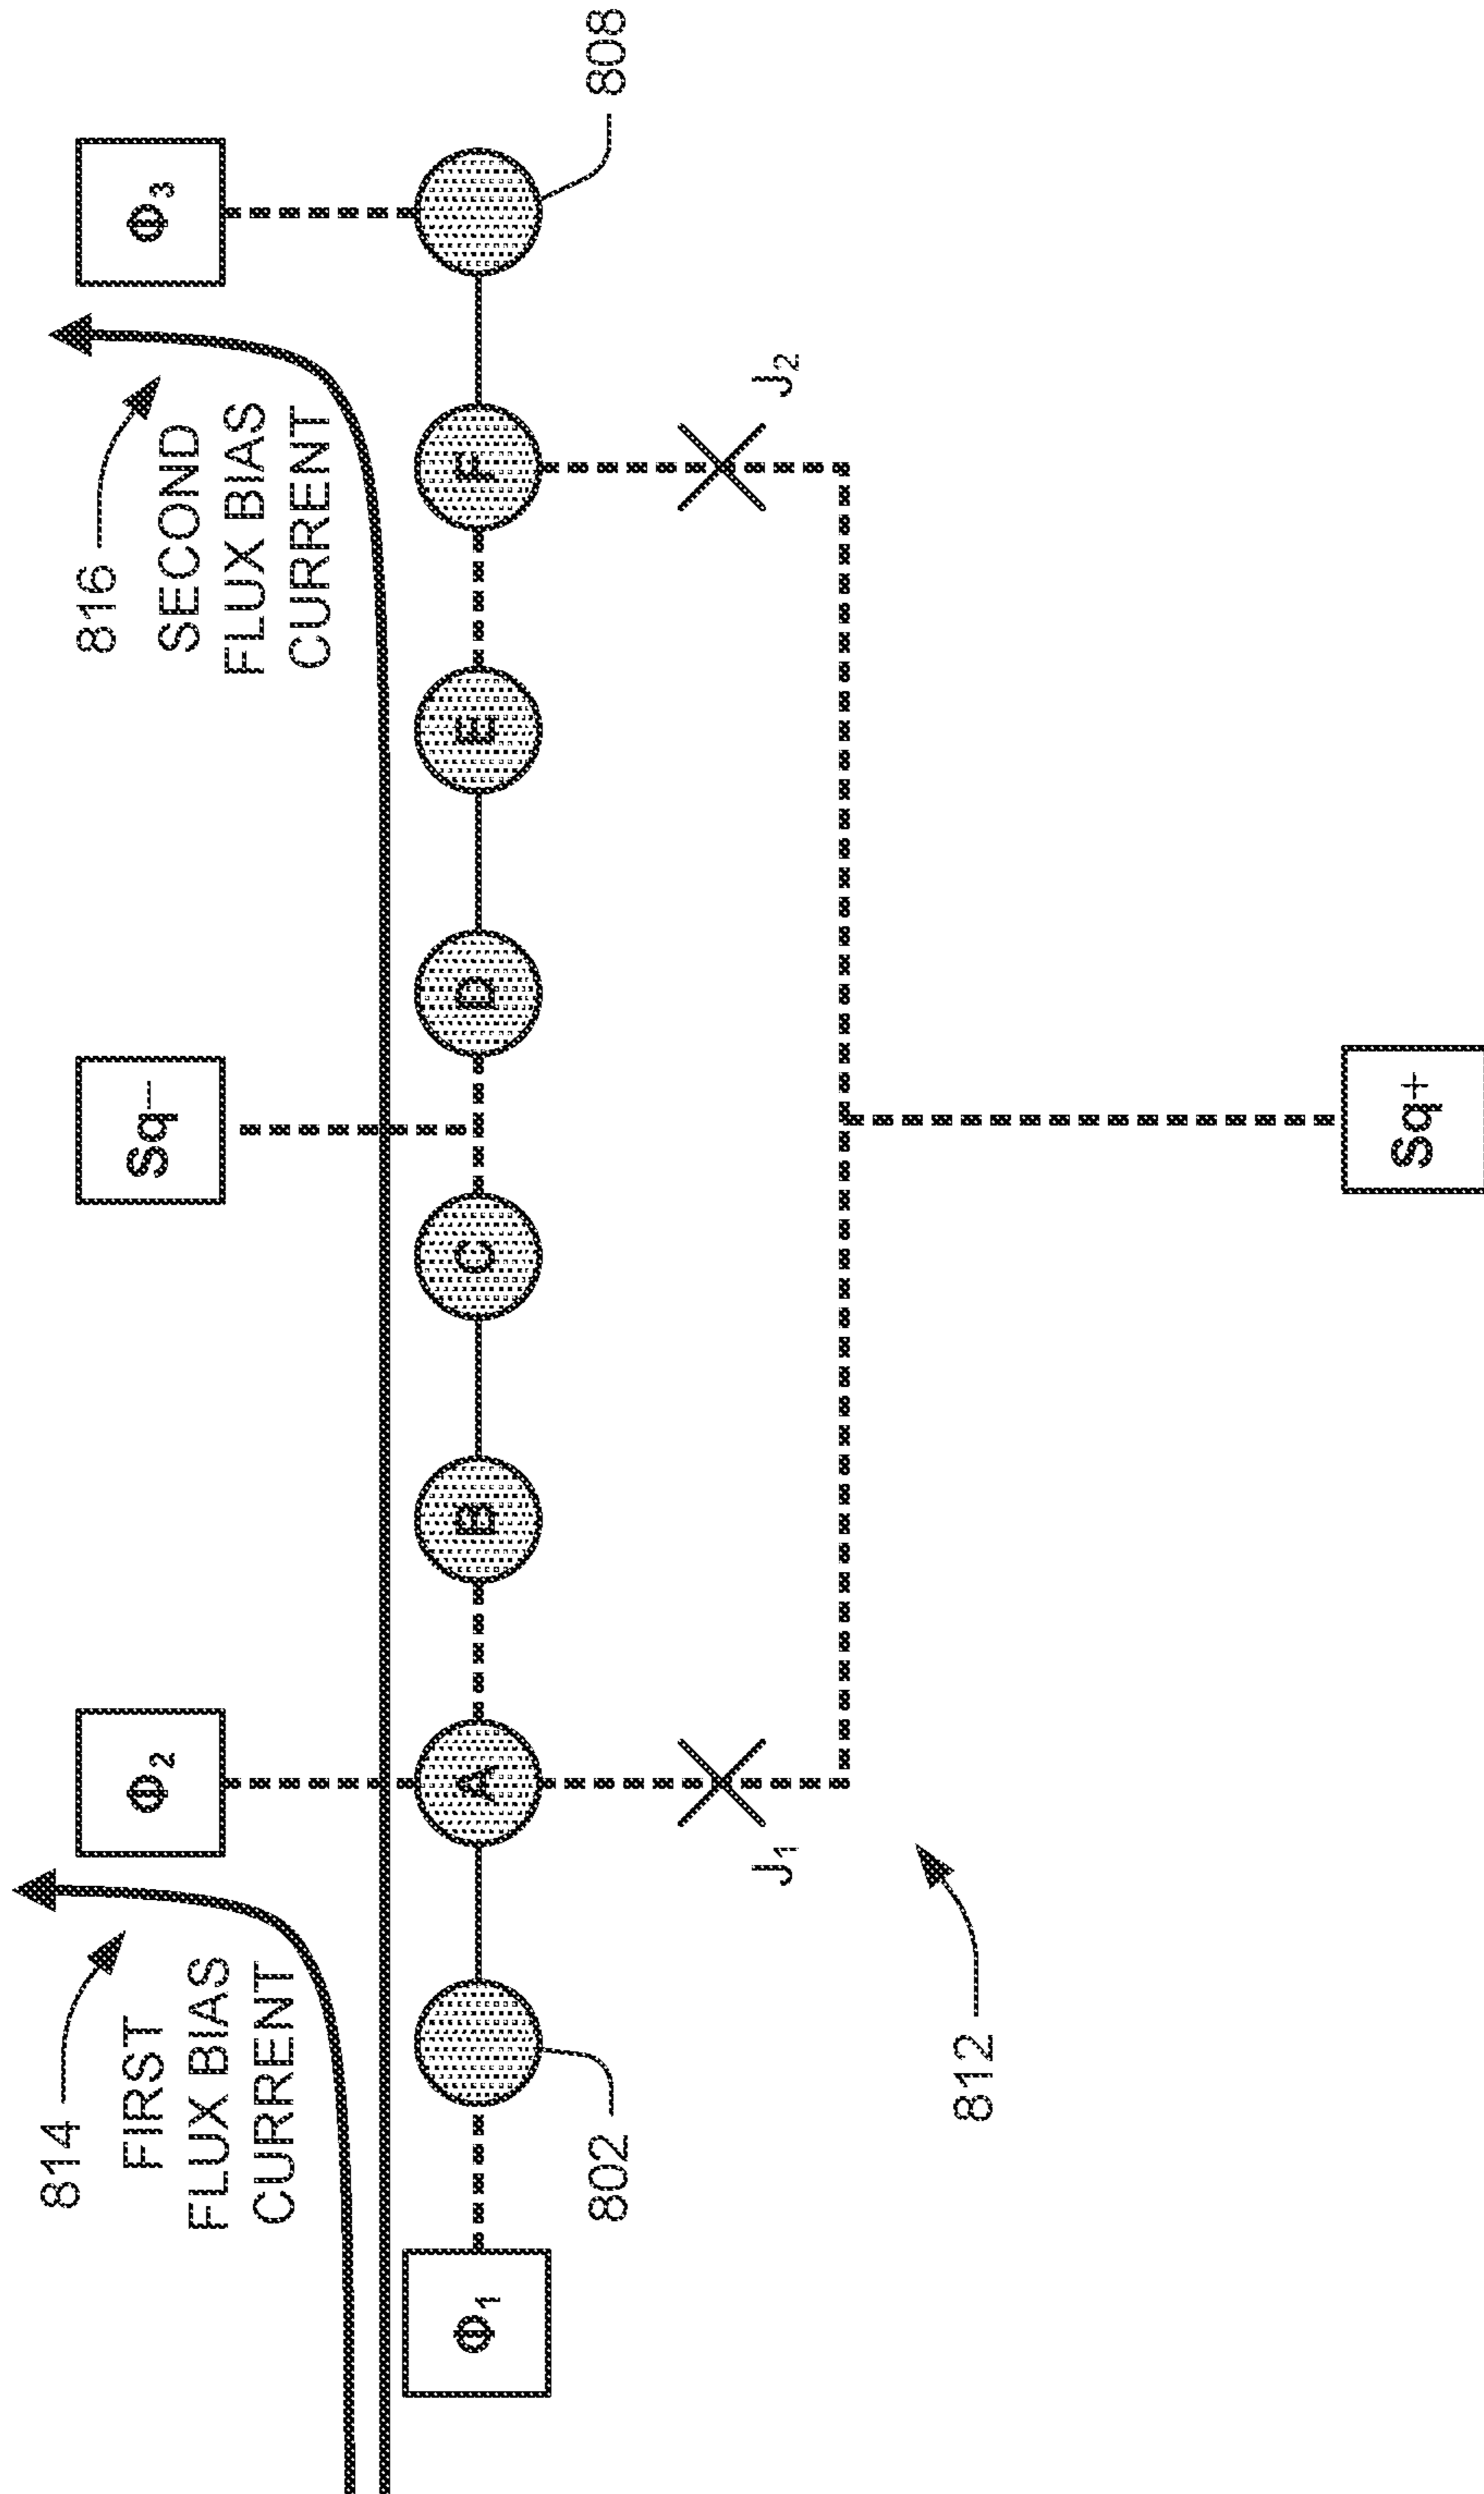 814
FIRST
FLUX BIAS
CURRENT
816
SECOND
FLUX BIAS
CURRENT
Φ₂
Sq–
Φ₃
Φ₁
A
B
C
D
E
F
802
808
J₁
J₂
812
Sq+